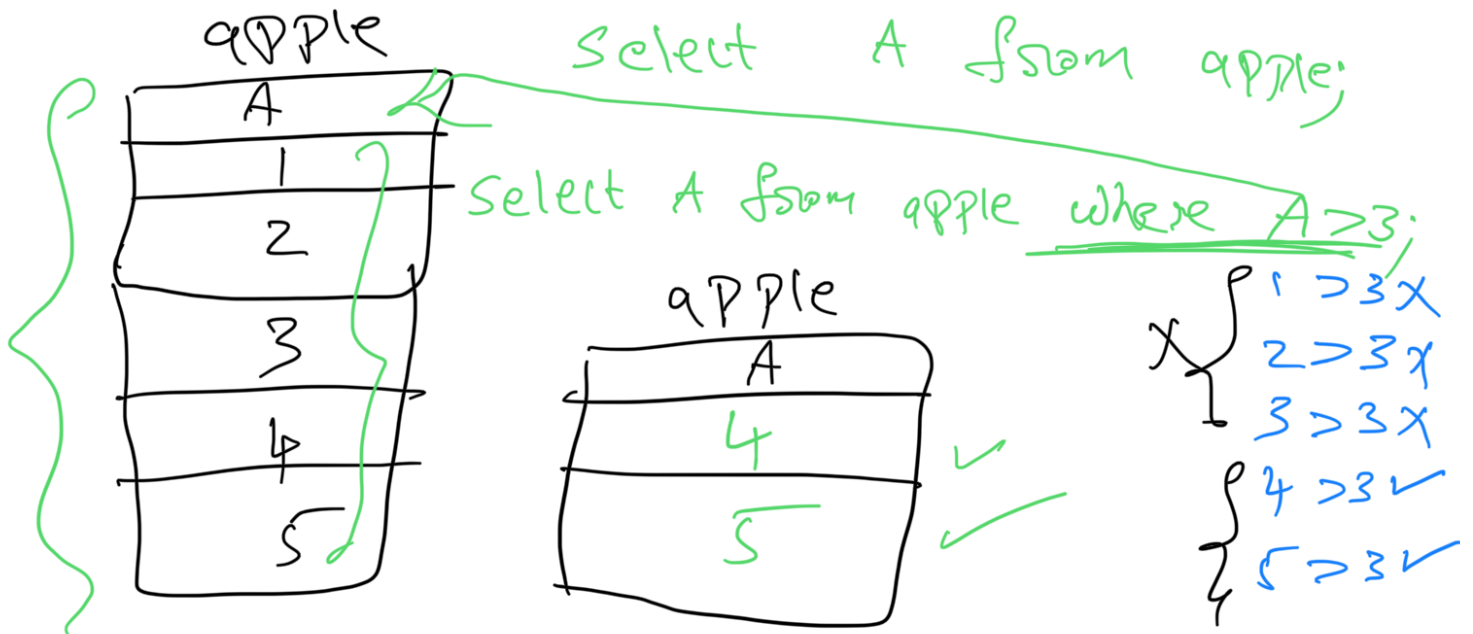 apple
A
1
2
3
4
5
Select A from apple;
Select A from apple where A>3;
apple
A
4
5
1 >3 x
2 >3 x
3 >3 x
4 >3 ✓
5 >3 ✓
x
✓
✓